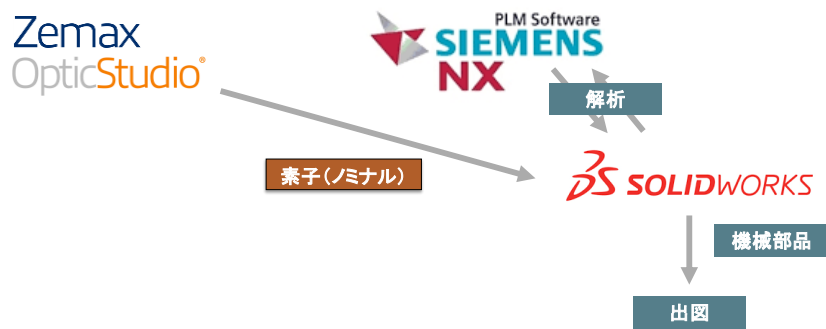 Zemax
OpticStudio®
PLM Software
SIEMENS
NX
解析
素子(ノミナル)
SOLIDWORKS
機械部品
出図